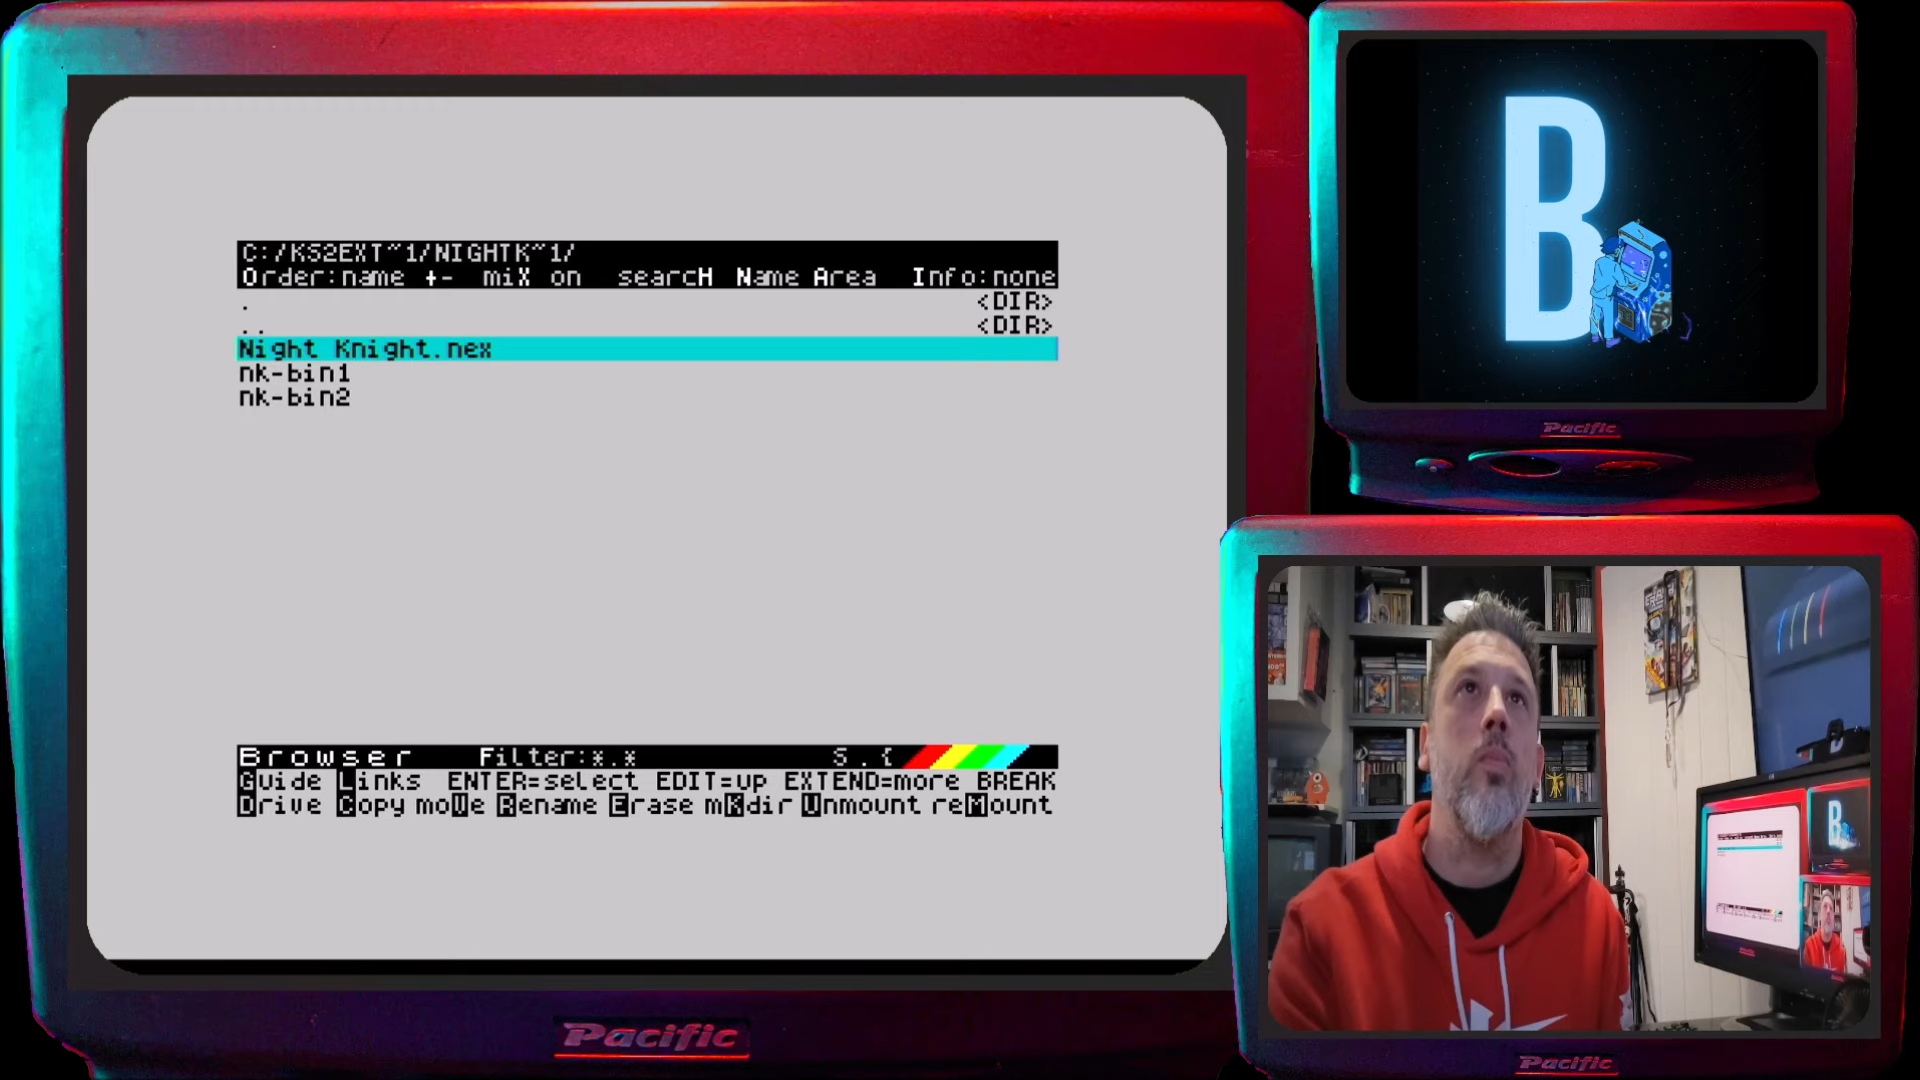 C:/KS2EXT~1/NIGHTK~1/
Order:name +- miX on searcH Name Area Info:none
. <DIR>
.. <DIR>
Night Knight.nex
nk-bin1
nk-bin2
Browser Filter:*.* S.{
Guide Links ENTER=select EDIT=up EXTEND=more BREAK
Drive Copy moVe Rename Erase mKdir Unmount reMount
Pacific
B
Pacific
Pacific